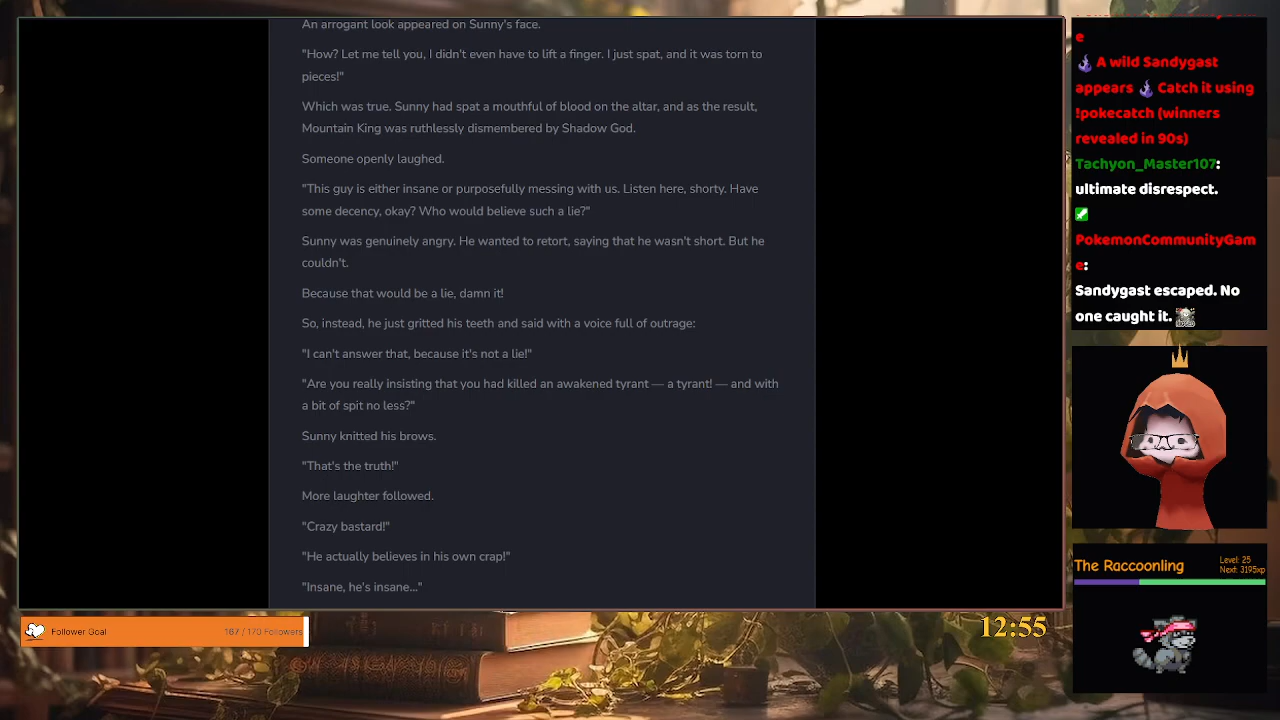 An arrogant look appeared on Sunny's face.
"How? Let me tell you, I didn't even have to lift a finger. I just spat, and it was torn to
pieces!"
Which was true. Sunny had spat a mouthful of blood on the altar, and as the result,
Mountain King was ruthlessly dismembered by Shadow God.
Someone openly laughed.
"This guy is either insane or purposefully messing with us. Listen here, shorty. Have
some decency, okay? Who would believe such a lie?"
Sunny was genuinely angry. He wanted to retort, saying that he wasn't short. But he
couldn't.
Because that would be a lie, damn it!
So, instead, he just gritted his teeth and said with a voice full of outrage:
"I can't answer that, because it's not a lie!"
"Are you really insisting that you had killed an awakened tyrant — a tyrant! — and with
a bit of spit no less?"
Sunny knitted his brows.
"That's the truth!"
More laughter followed.
"Crazy bastard!"
"He actually believes in his own crap!"
"Insane, he's insane..."
e
A wild Sandygast
appears Catch it using
!pokecatch (winners
revealed in 90s)
Tachyon_Master107:
ultimate disrespect.
PokemonCommunityGam
e:
Sandygast escaped. No
one caught it.
The Raccoonling
Level: 25
Next: 3195xp
Follower Goal
167 / 170 Followers
12:55